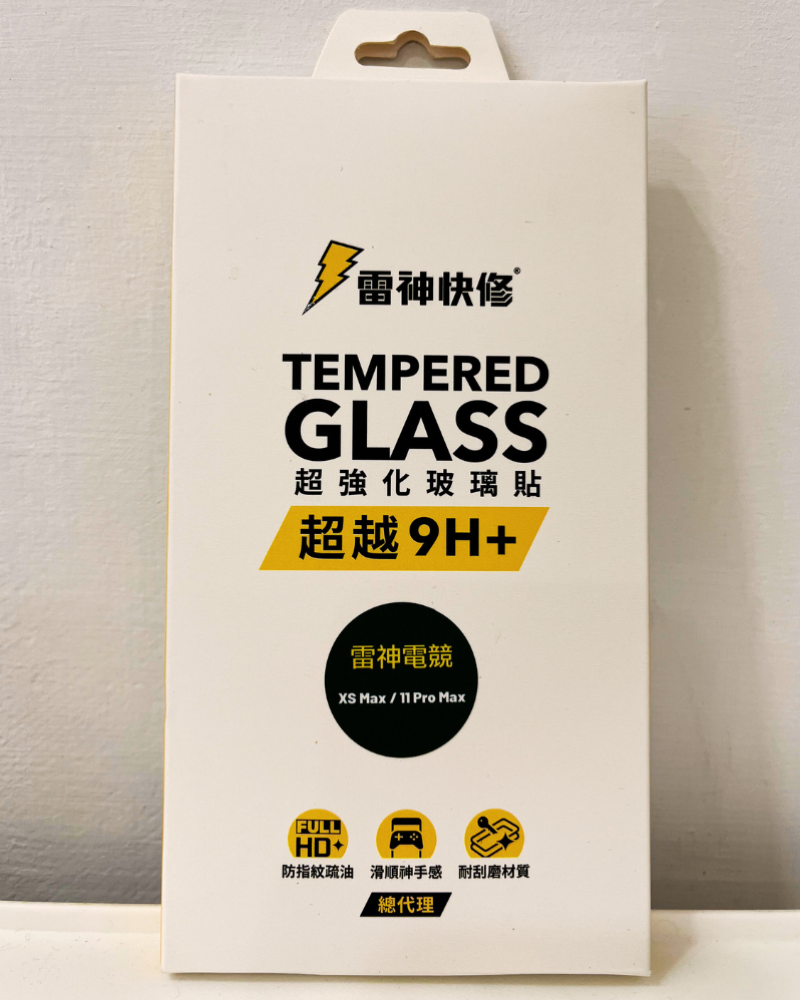 雷神快修®
TEMPERED
GLASS
超強化玻璃貼
超越9H+
雷神電競
XS Max / 11 Pro Max
FULL
HD+
防指紋疏油 滑順神手感 耐刮磨材質
總代理